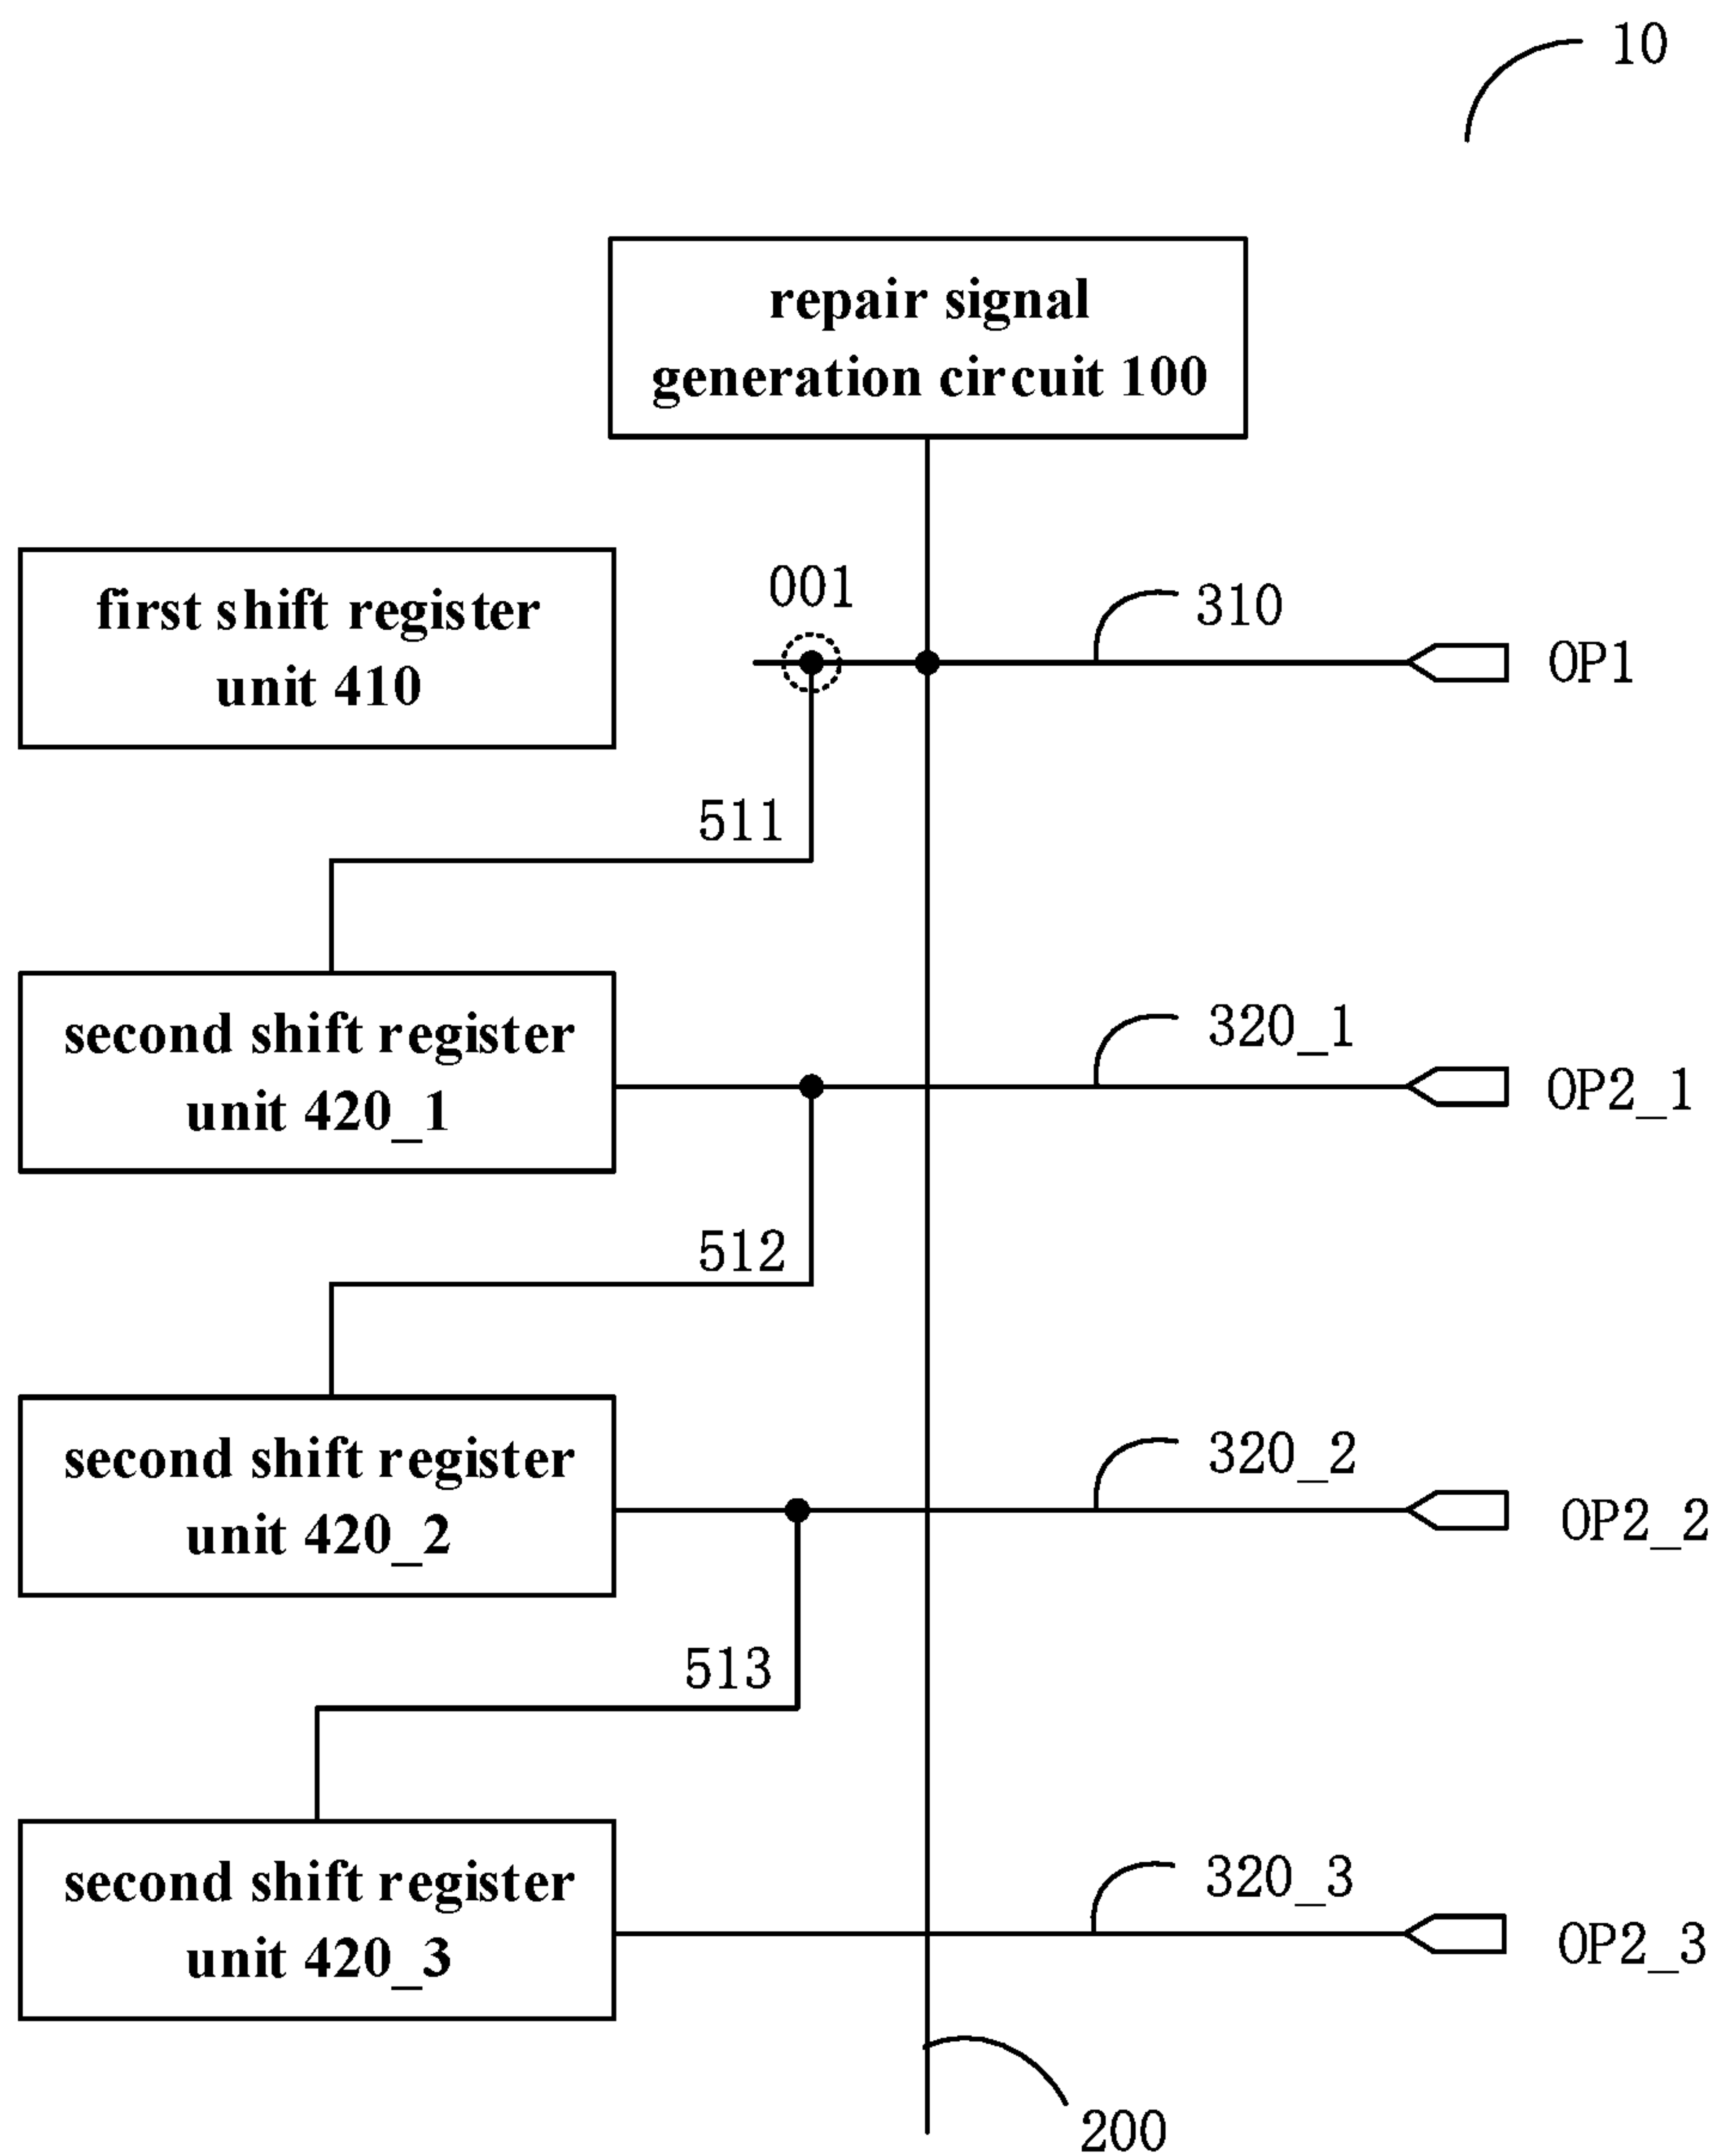 10
repair signal
generation circuit 100
first shift register
unit 410
001
310
OP1
511
second shift register
unit 420_1
320_1
OP2_1
512
second shift register
unit 420_2
320_2
OP2_2
513
second shift register
unit 420_3
320_3
OP2_3
200